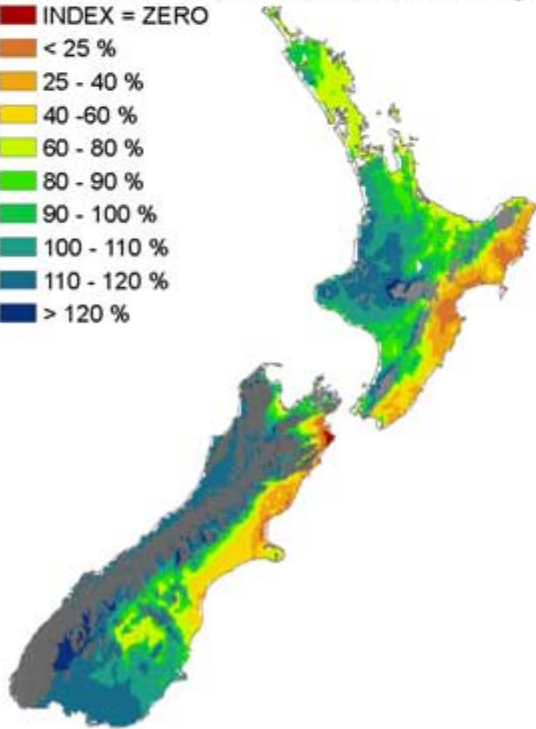 INDEX = ZERO
< 25 %
25 - 40 %
40 -60 %
60 - 80 %
80 - 90 %
90 - 100 %
100 - 110 %
110 - 120 %
> 120 %